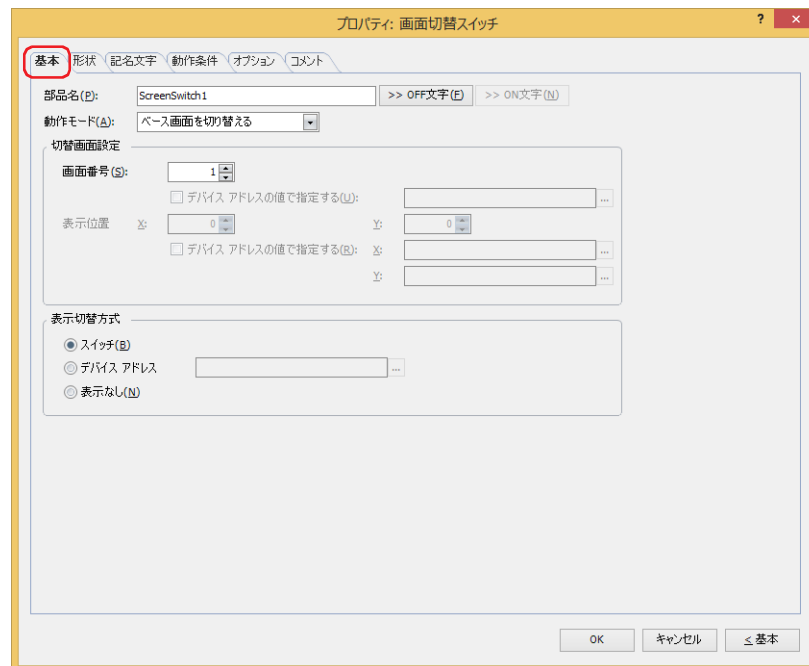 プロパティ: 画面切替スイッチ ? ×
基本 形状 記名文字 動作条件 オプション コメント
部品名(P): ScreenSwitch1 >> OFF文字(F) >> ON文字(N)
動作モード(A): ベース画面を切り替える
切替画面設定
画面番号(S): 1
デバイス アドレスの値で指定する(U): ...
表示位置 X: 0 Y: 0
デバイス アドレスの値で指定する(R): X: ...
Y: ...
表示切替方式
スイッチ(B)
デバイス アドレス ...
表示なし(N)
OK キャンセル < 基本